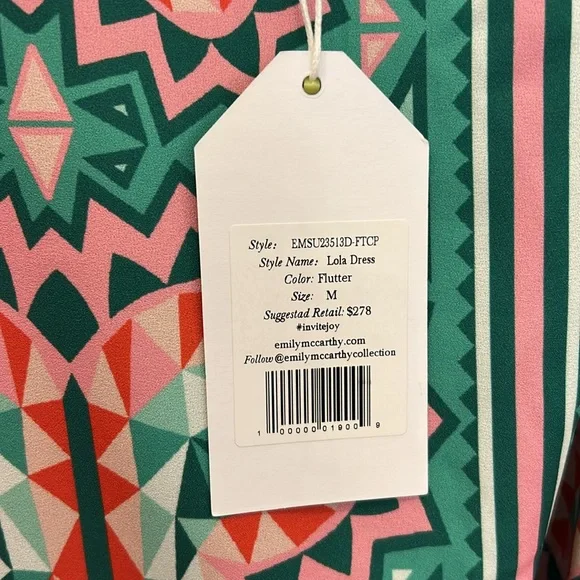 Style: EMSU23513D-FTCP
Style Name: Lola Dress
Color: Flutter
Size: M
Suggestad Retail: $278
#invitejoy
emilymccarthy.com
Follow @emilymccarthycollection
1 00000 01900 9